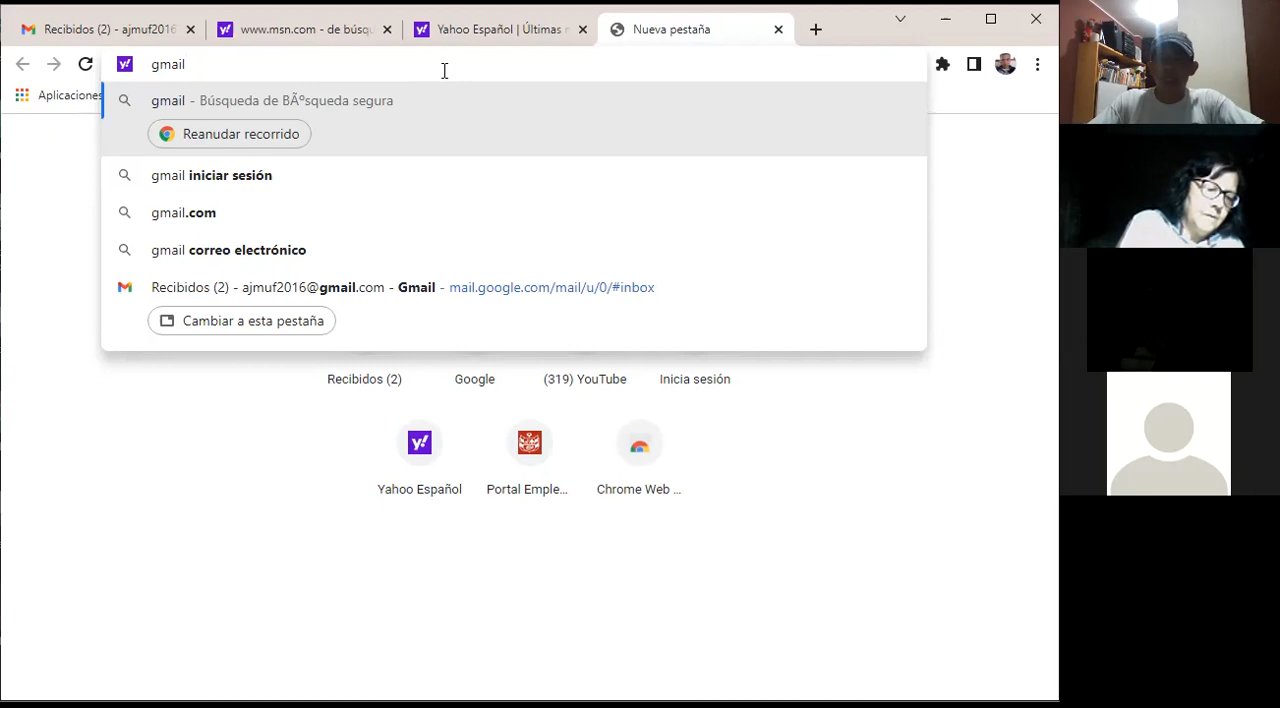 Recibidos (2) - ajmuf2016
www.msn.com - de búsq
Yahoo Español | Últimas n
Nueva pestaña
gmail
Aplicaciones
gmail - Búsqueda de BÃºsqueda segura
Reanudar recorrido
gmail iniciar sesión
gmail.com
gmail correo electrónico
Recibidos (2) - ajmuf2016@gmail.com - Gmail - mail.google.com/mail/u/0/#inbox
Cambiar a esta pestaña
Recibidos (2)
Google
(319) YouTube
Inicia sesión
Yahoo Español
Portal Emple...
Chrome Web ...